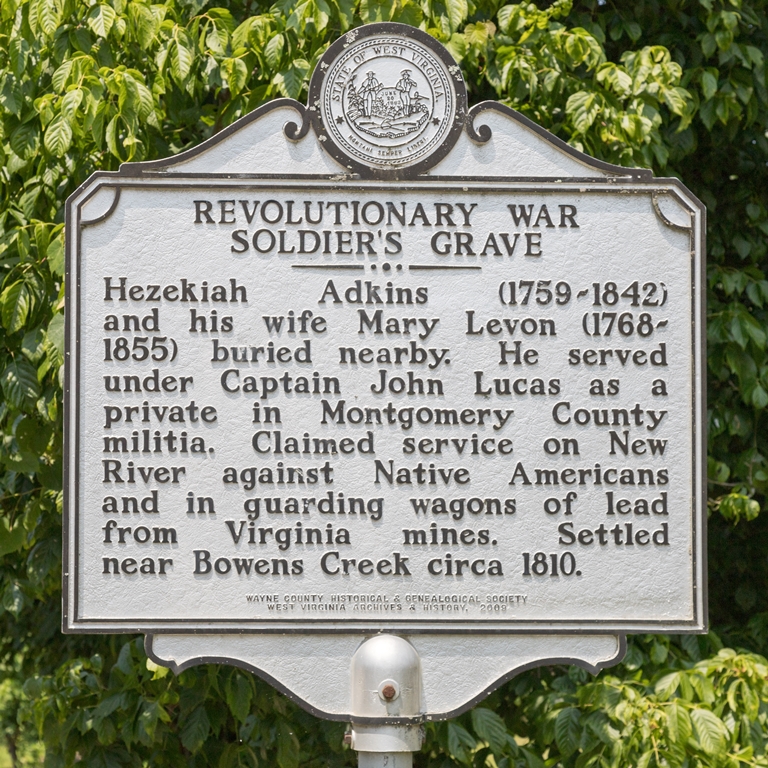 STATE OF WEST VIRGINIA.
JUNE
20
1863
MONTANI SEMPER LIBERI
REVOLUTIONARY WAR
SOLDIER'S GRAVE
Hezekiah Adkins (1759-1842)
and his wife Mary Levon (1768-
1855) buried nearby. He served
under Captain John Lucas as a
private in Montgomery County
militia. Claimed service on New
River against Native Americans
and in guarding wagons of lead
from Virginia mines. Settled
near Bowens Creek circa 1810.
WAYNE COUNTY HISTORICAL & GENEALOGICAL SOCIETY
WEST VIRGINIA ARCHIVES & HISTORY, 2009